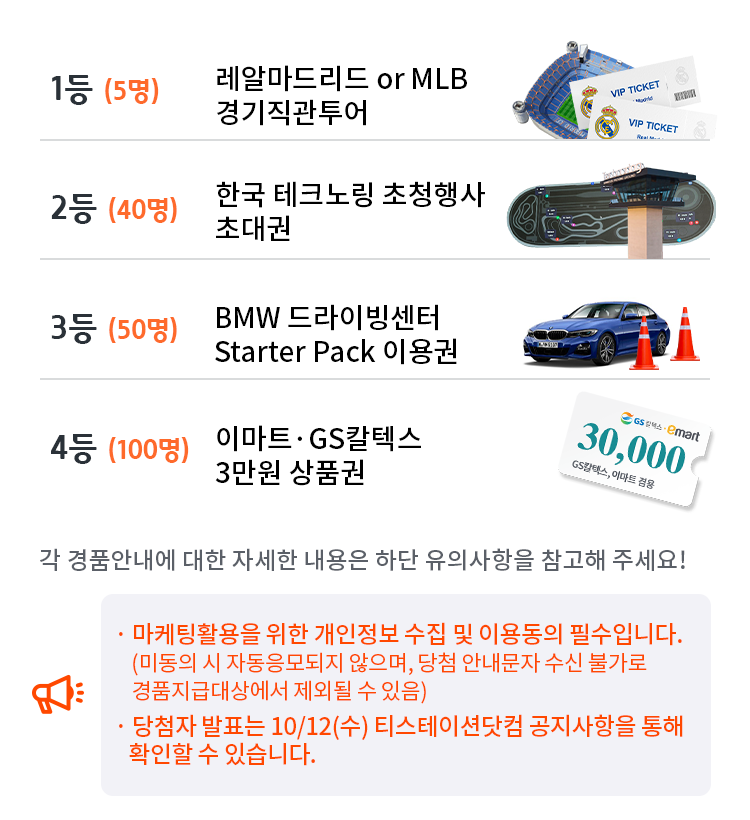 1등 (5명)
레알마드리드 or MLB
경기직관투어
VIP TICKET
Madrid
VIP TICKET
2등 (40명)
한국 테크노링 초청행사
초대권
3등 (50명)
BMW 드라이빙센터
Starter Pack 이용권
4등 (100명)
이마트·GS칼텍스
3만원 상품권
GS칼텍스 · emart
30,000
GS칼텍스, 이마트 겸용
각 경품안내에 대한 자세한 내용은 하단 유의사항을 참고해 주세요!
· 마케팅활용을 위한 개인정보 수집 및 이용동의 필수입니다.
(미동의 시 자동응모되지 않으며, 당첨 안내문자 수신 불가로
경품지급대상에서 제외될 수 있음)
· 당첨자 발표는 10/12(수) 티스테이션닷컴 공지사항을 통해
확인할 수 있습니다.